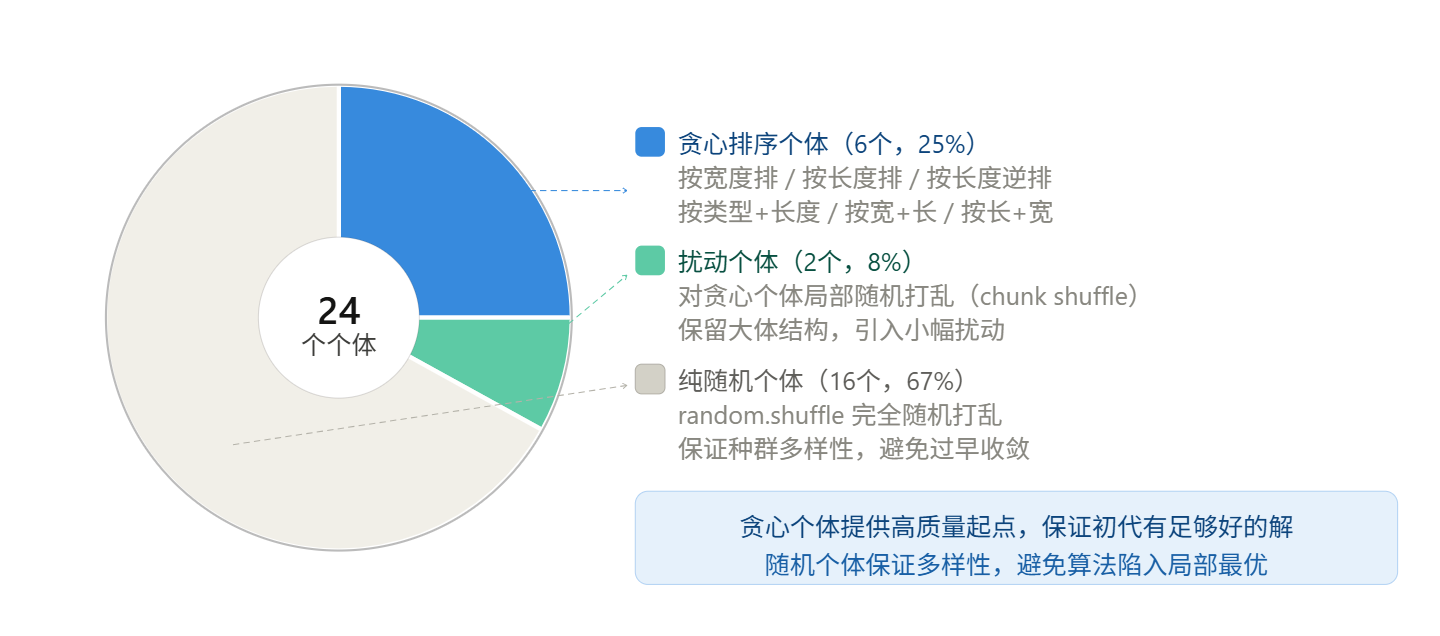 24
个个体
贪心排序个体（6个，25%）
按宽度排 / 按长度排 / 按长度逆排
按类型+长度 / 按宽+长 / 按长+宽
扰动个体（2个，8%）
对贪心个体局部随机打乱（chunk shuffle）
保留大体结构，引入小幅扰动
纯随机个体（16个，67%）
random.shuffle 完全随机打乱
保证种群多样性，避免过早收敛
贪心个体提供高质量起点，保证初代有足够好的解
随机个体保证多样性，避免算法陷入局部最优